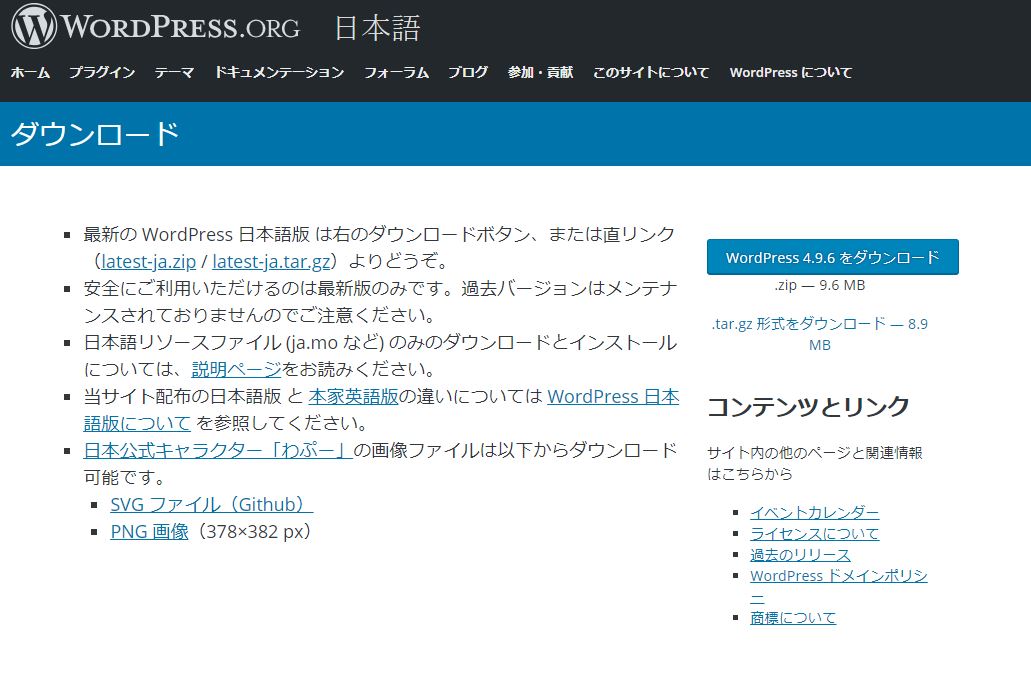 WORDPRESS.ORG 日本語
ホーム プラグイン テーマ ドキュメンテーション フォーラム ブログ 参加・貢献 このサイトについて WordPress について
ダウンロード
最新の WordPress 日本語版 は右のダウンロードボタン、または直リンク
（latest-ja.zip / latest-ja.tar.gz）よりどうぞ。
安全にご利用いただけるのは最新版のみです。過去バージョンはメンテナ
ンスされておりませんのでご注意ください。
日本語リソースファイル (ja.mo など) のみのダウンロードとインストール
については、説明ページをお読みください。
当サイト配布の日本語版 と 本家英語版の違いについては WordPress 日本
語版について を参照してください。
日本公式キャラクター「わぷー」の画像ファイルは以下からダウンロード
可能です。
SVG ファイル（Github）
PNG 画像（378×382 px）
WordPress 4.9.6 をダウンロード
.zip — 9.6 MB
.tar.gz 形式をダウンロード — 8.9
MB
コンテンツとリンク
サイト内の他のページと関連情報
はこちらから
イベントカレンダー
ライセンスについて
過去のリリース
WordPress ドメインポリシ
ー
商標について